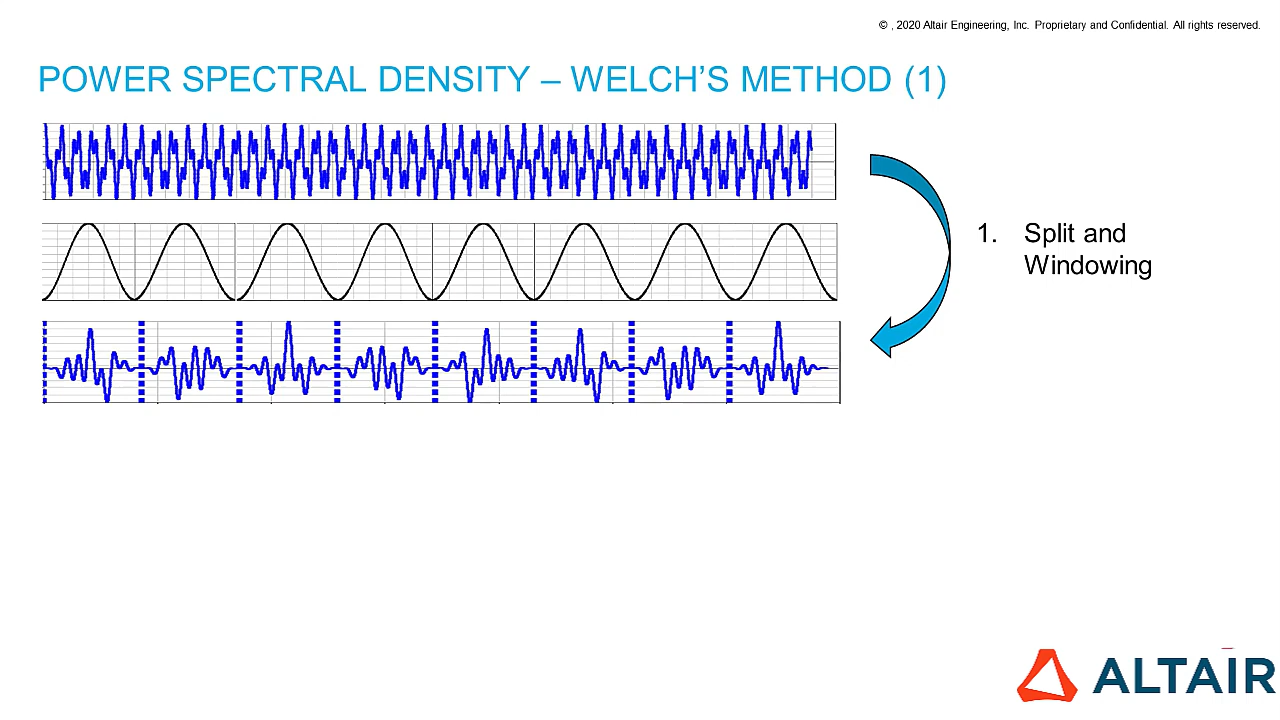 © , 2020 Altair Engineering, Inc. Proprietary and Confidential. All rights reserved.
POWER SPECTRAL DENSITY – WELCH’S METHOD (1)
1. Split and
Windowing
ALTAIR